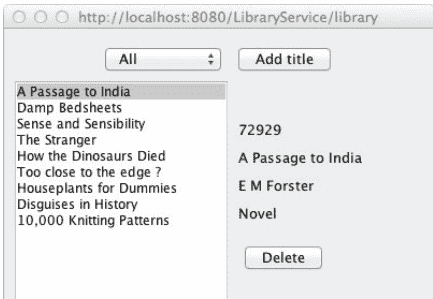 http://localhost:8080/LibraryService/library
All
Add title
A Passage to India
Damp Bedsheets
Sense and Sensibility
The Stranger
How the Dinosaurs Died
Too close to the edge ?
Houseplants for Dummies
Disguises in History
10,000 Knitting Patterns
72929
A Passage to India
E M Forster
Novel
Delete